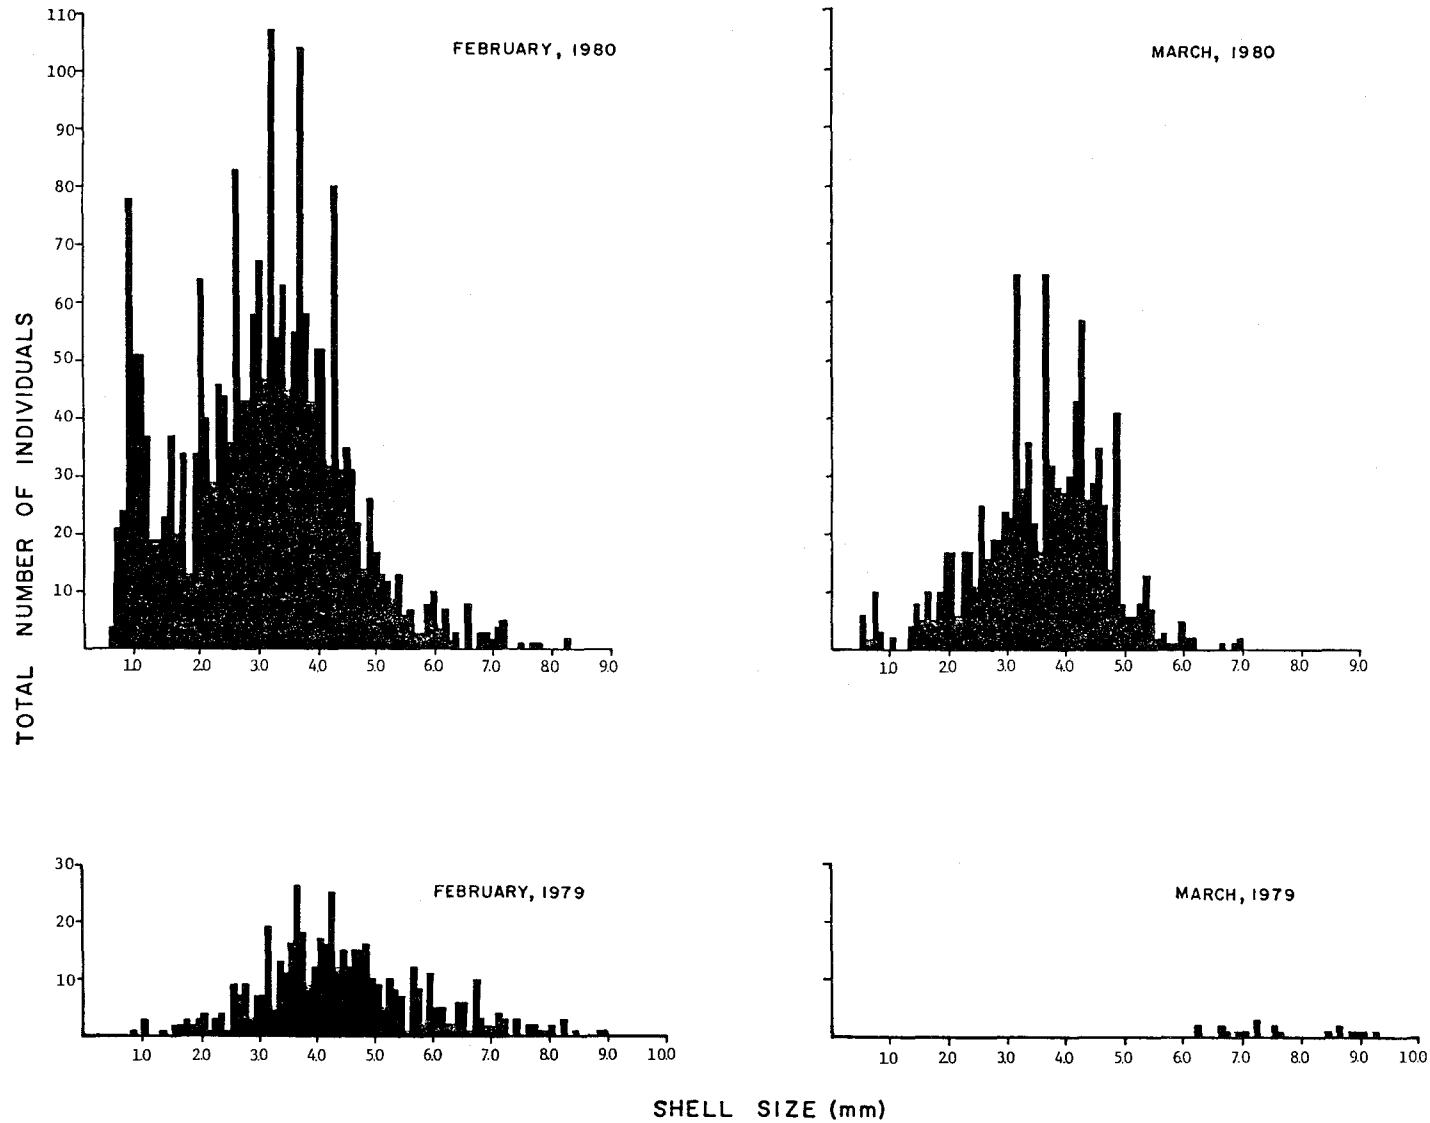 TOTAL NUMBER OF INDIVIDUALS
FEBRUARY, 1980
110
100
90
80
70
60
50
40
30
20
10
1.0 2.0 3.0 4.0 5.0 6.0 7.0 8.0 9.0
MARCH, 1980
1.0 2.0 3.0 4.0 5.0 6.0 7.0 8.0 9.0
FEBRUARY, 1979
30
20
10
1.0 2.0 3.0 4.0 5.0 6.0 7.0 8.0 9.0 10.0
MARCH, 1979
1.0 2.0 3.0 4.0 5.0 6.0 7.0 8.0 9.0 10.0
SHELL SIZE (mm)